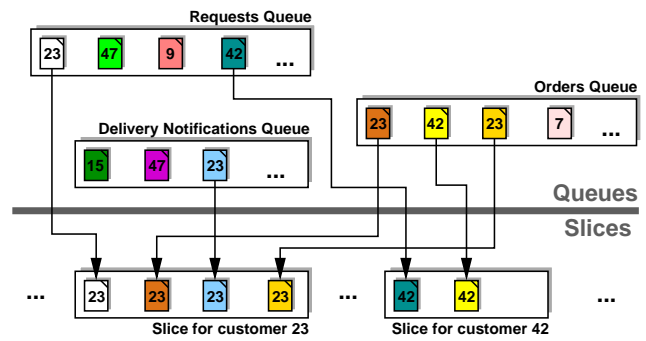 Requests Queue
23 47 9 42 ...
Orders Queue
23 42 23 7 ...
Delivery Notifications Queue
15 47 23 ...
Queues
Slices
... 23 23 23 23 ... 42 42 ...
Slice for customer 23 Slice for customer 42